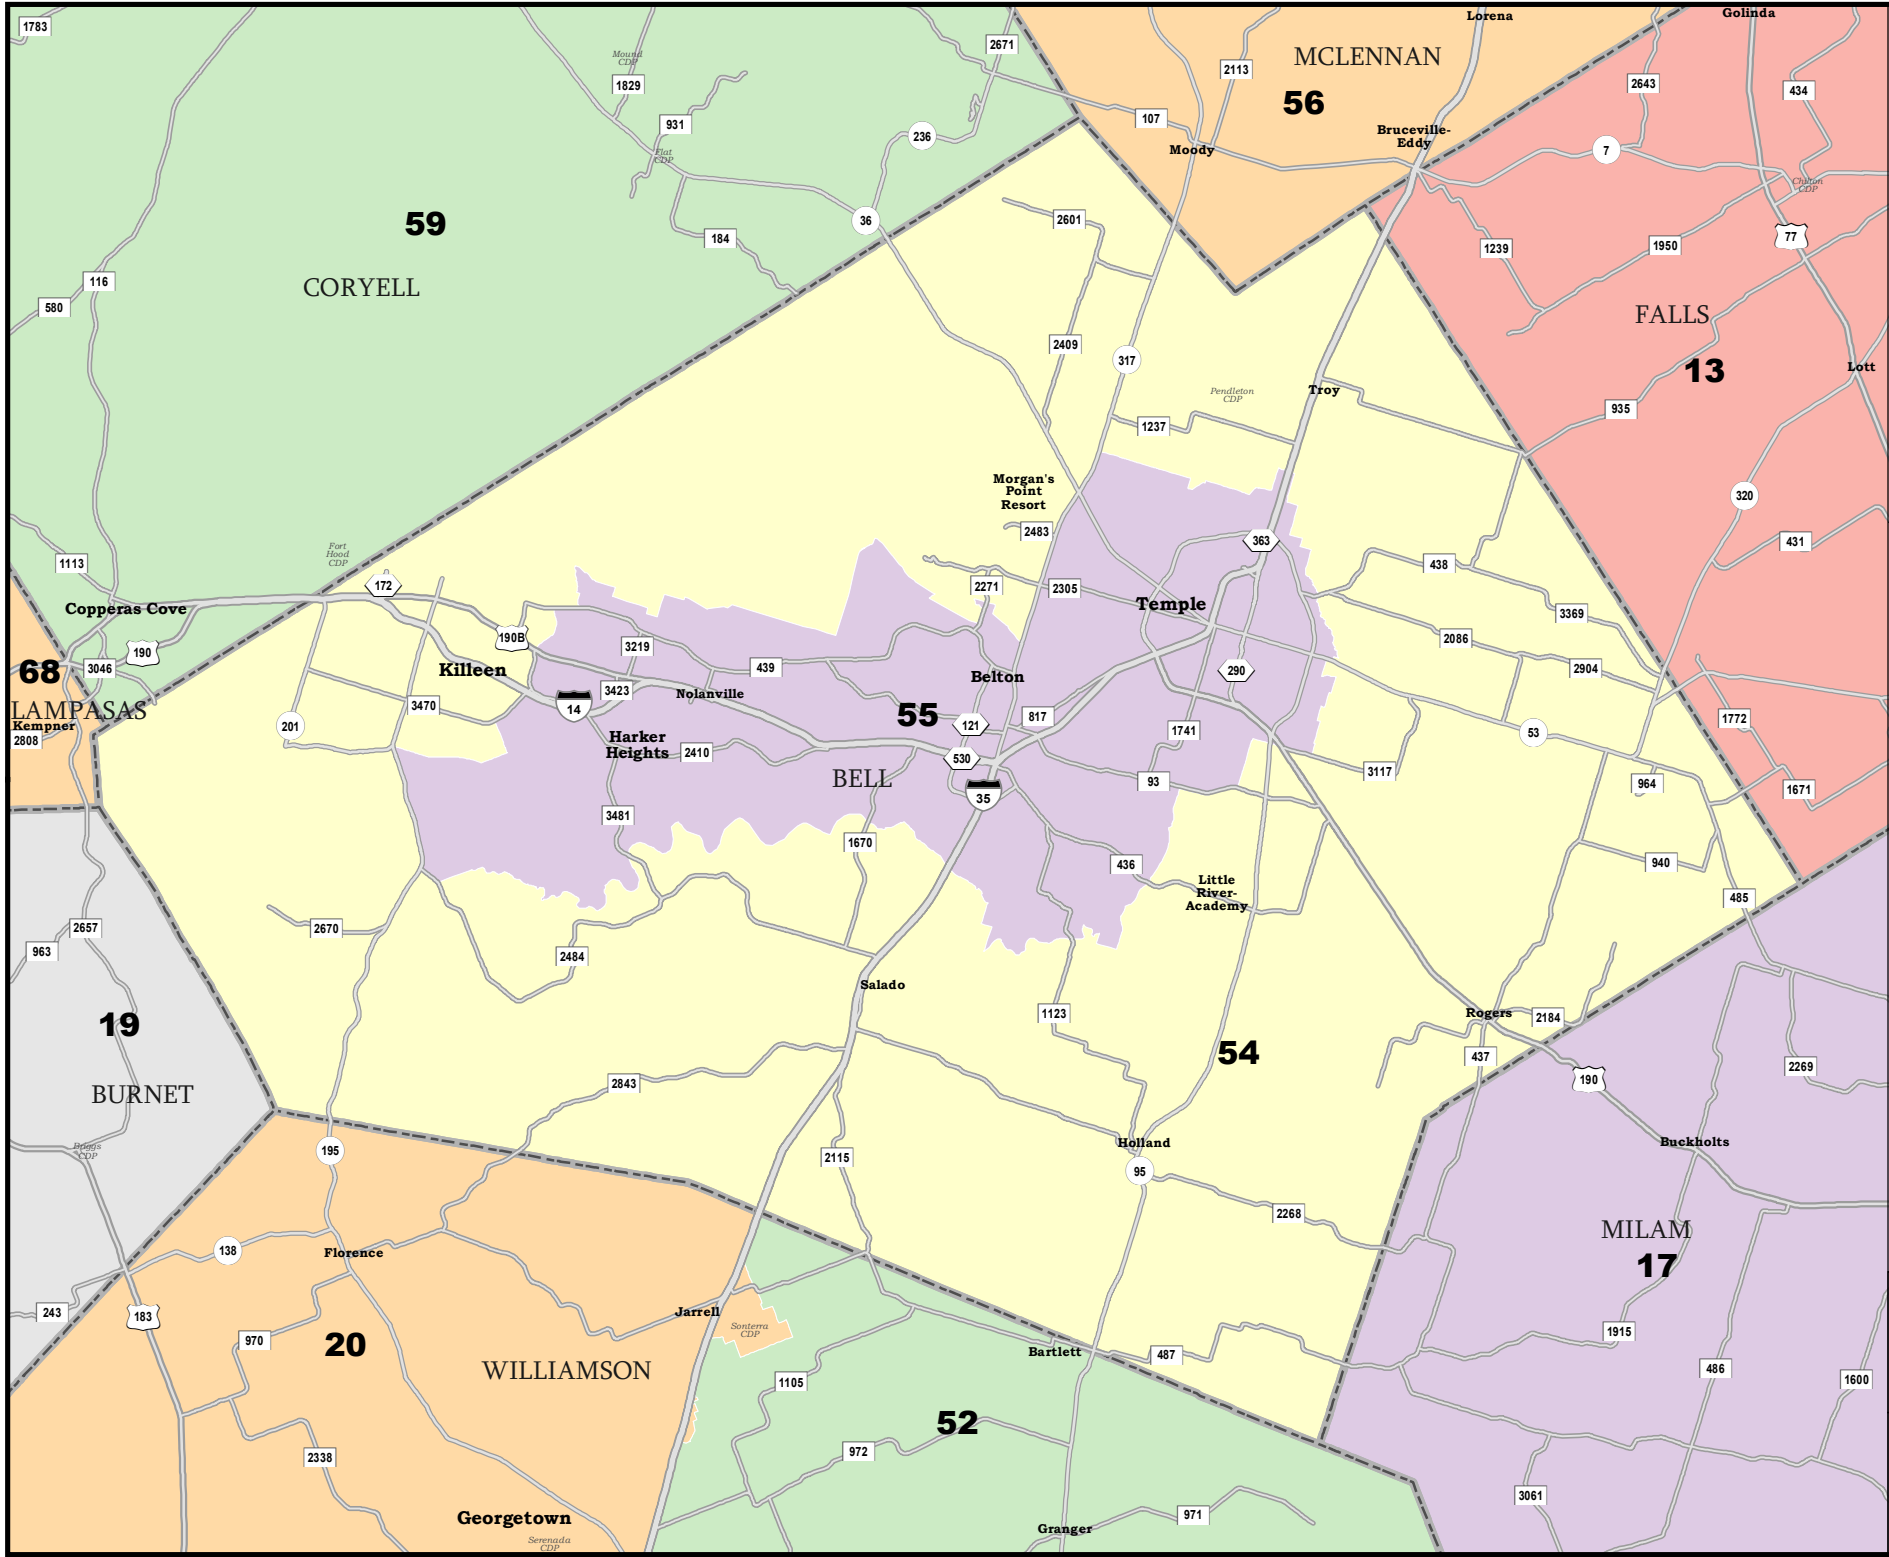 1783
Mound
CDP
1829
2671
Lorena
Golinda
MCLENNAN
2113
56
2643
434
931
236
107
Moody
Bruceville-
Eddy
7
Flat
CDP
Chilton
CDP
59
36
184
2601
1239
1950
77
116
CORYELL
580
FALLS
2409
317
13
Lott
Pendleton
CDP
Troy
935
1237
Morgan's
Point
Resort
2483
320
363
431
Fort
Hood
CDP
1113
172
438
2271
2305
Temple
Copperas Cove
3369
190
190B
3219
2086
68
3046
Killeen
439
Belton
290
2904
LAMPASAS
Kempner
2808
3423
Nolanville
14
3470
201
55
121
817
1741
53
1772
Harker
Heights
2410
530
BELL
93
3117
964
1671
35
3481
1670
436
940
Little
River-
Academy
485
2657
963
2670
2484
Salado
19
1123
Rogers
2184
54
437
190
2269
2843
BURNET
Boggs
CDP
195
2115
Holland
95
Buckholts
2268
MILAM
17
138
Florence
243
183
Jarrell
Sonterra
CDP
970
20
1915
WILLIAMSON
Bartlett
487
1105
486
1600
52
972
2338
3061
Georgetown
Serenada
CDP
Granger
971